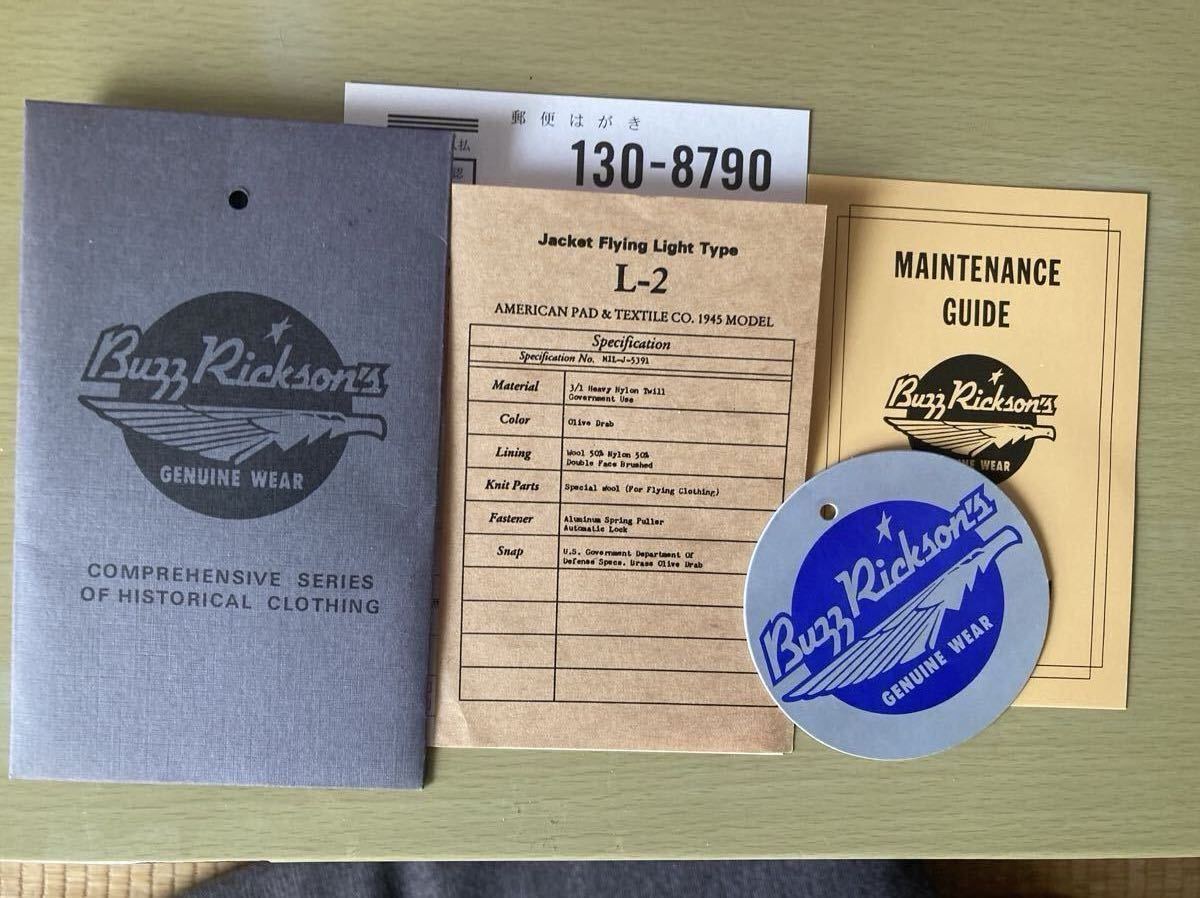 Buzz Rickson's
GENUINE WEAR
COMPREHENSIVE SERIES
OF HISTORICAL CLOTHING
郵便はがき
130-8790
Jacket Flying Light Type
L-2
AMERICAN PAD & TEXTILE CO. 1945 MODEL
Specification
Specification No. MIL-J-5391
Material 3/1 Heavy Nylon Twill
Government Use
Color Olive Drab
Lining Wool 50% Nylon 50%
Double Face Brushed
Knit Parts Special Wool (For Flying Clothing)
Fastener Aluminum Spring Puller
Automatic Lock
Snap U.S. Government Department Of
Defense Specs. Brass Olive Drab
MAINTENANCE
GUIDE
Buzz Rickson's
WEAR
Buzz Rickson's
GENUINE WEAR